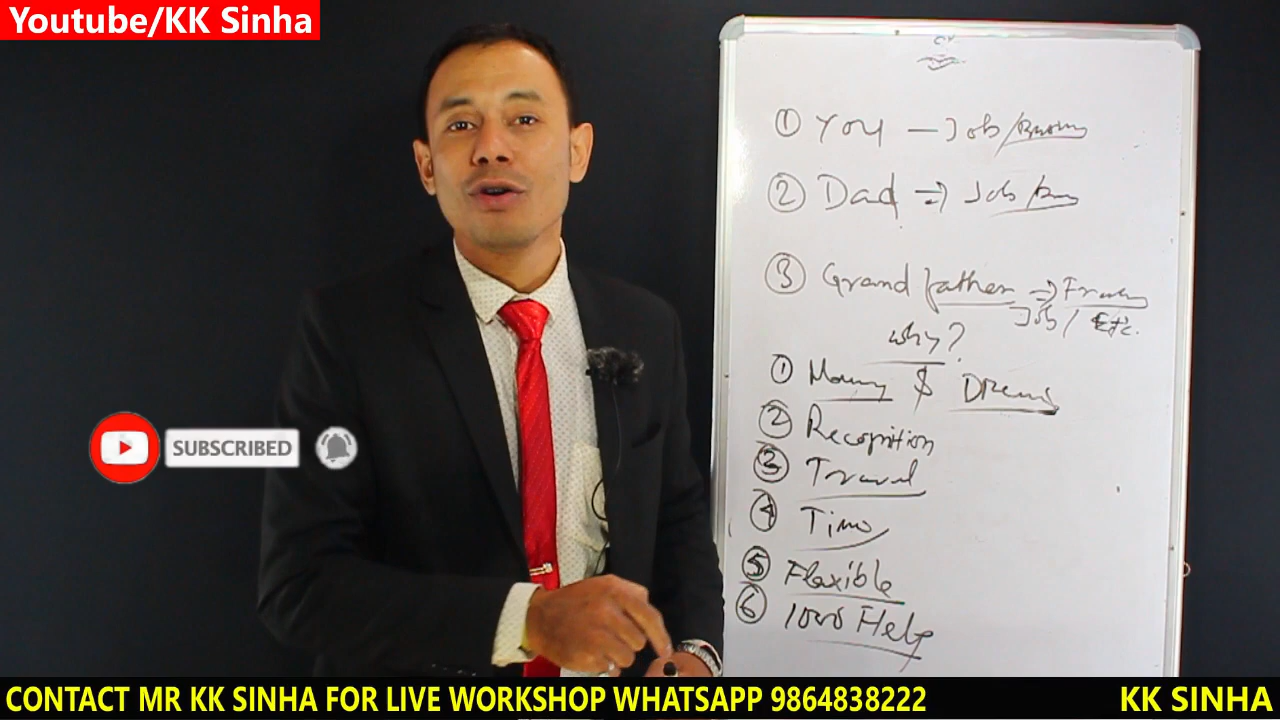 Youtube/KK Sinha
① You — Job/
② Dad ⇒ Job/
③ Grand father ⇒
Job/ Etc.
why?
① Money $ Dreams
② Recognition
③ Travel
④ Time
⑤ Flexible
⑥ 1000 Help
SUBSCRIBED
CONTACT MR KK SINHA FOR LIVE WORKSHOP WHATSAPP 9864838222
KK SINHA